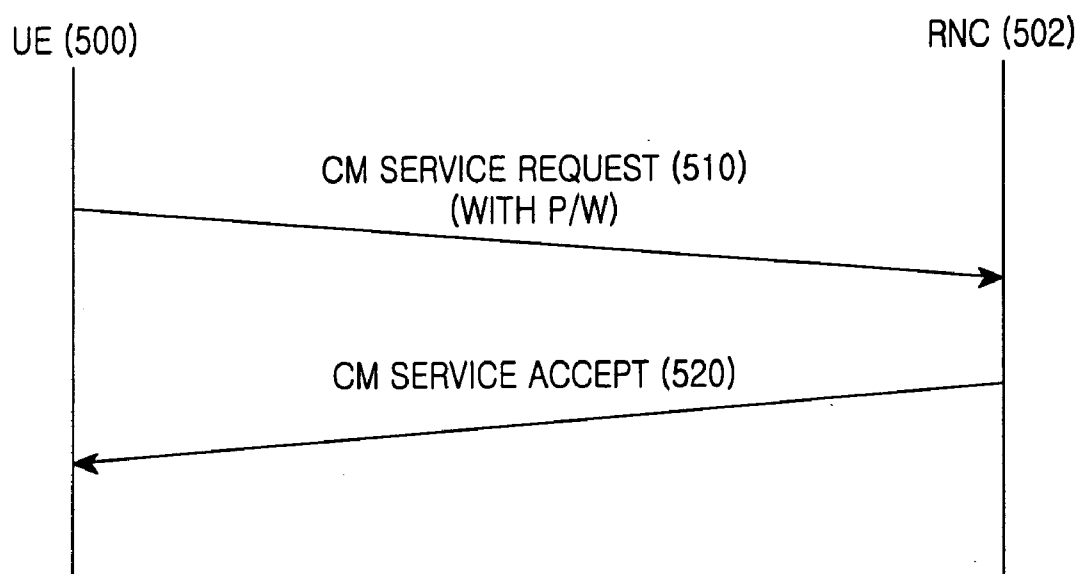 UE (500)
RNC (502)
CM SERVICE REQUEST (510)
(WITH P/W)
CM SERVICE ACCEPT (520)